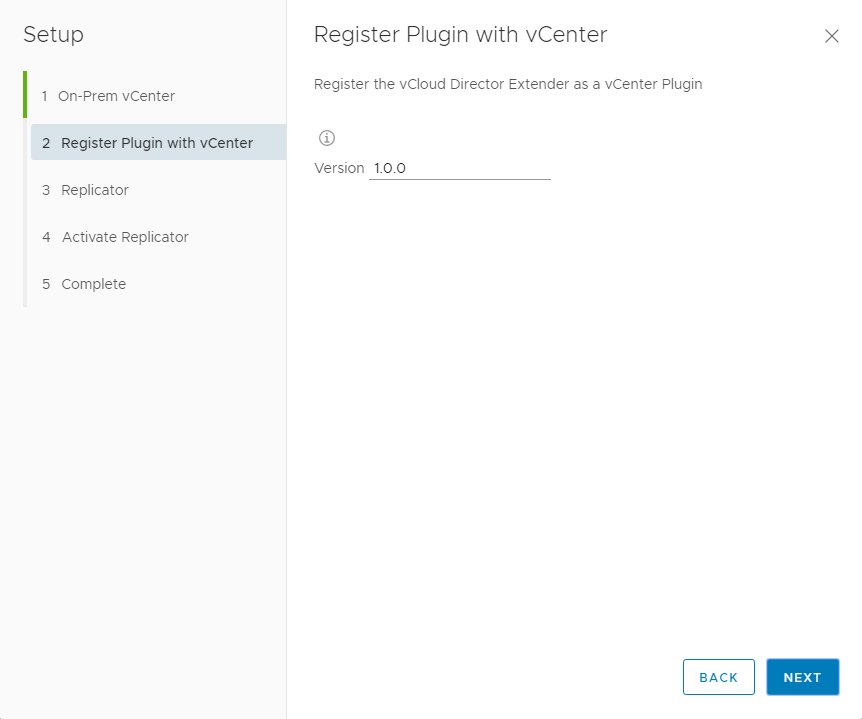 Setup
1 On-Prem vCenter
2 Register Plugin with vCenter
3 Replicator
4 Activate Replicator
5 Complete
Register Plugin with vCenter
Register the vCloud Director Extender as a vCenter Plugin
Version 1.0.0
BACK NEXT